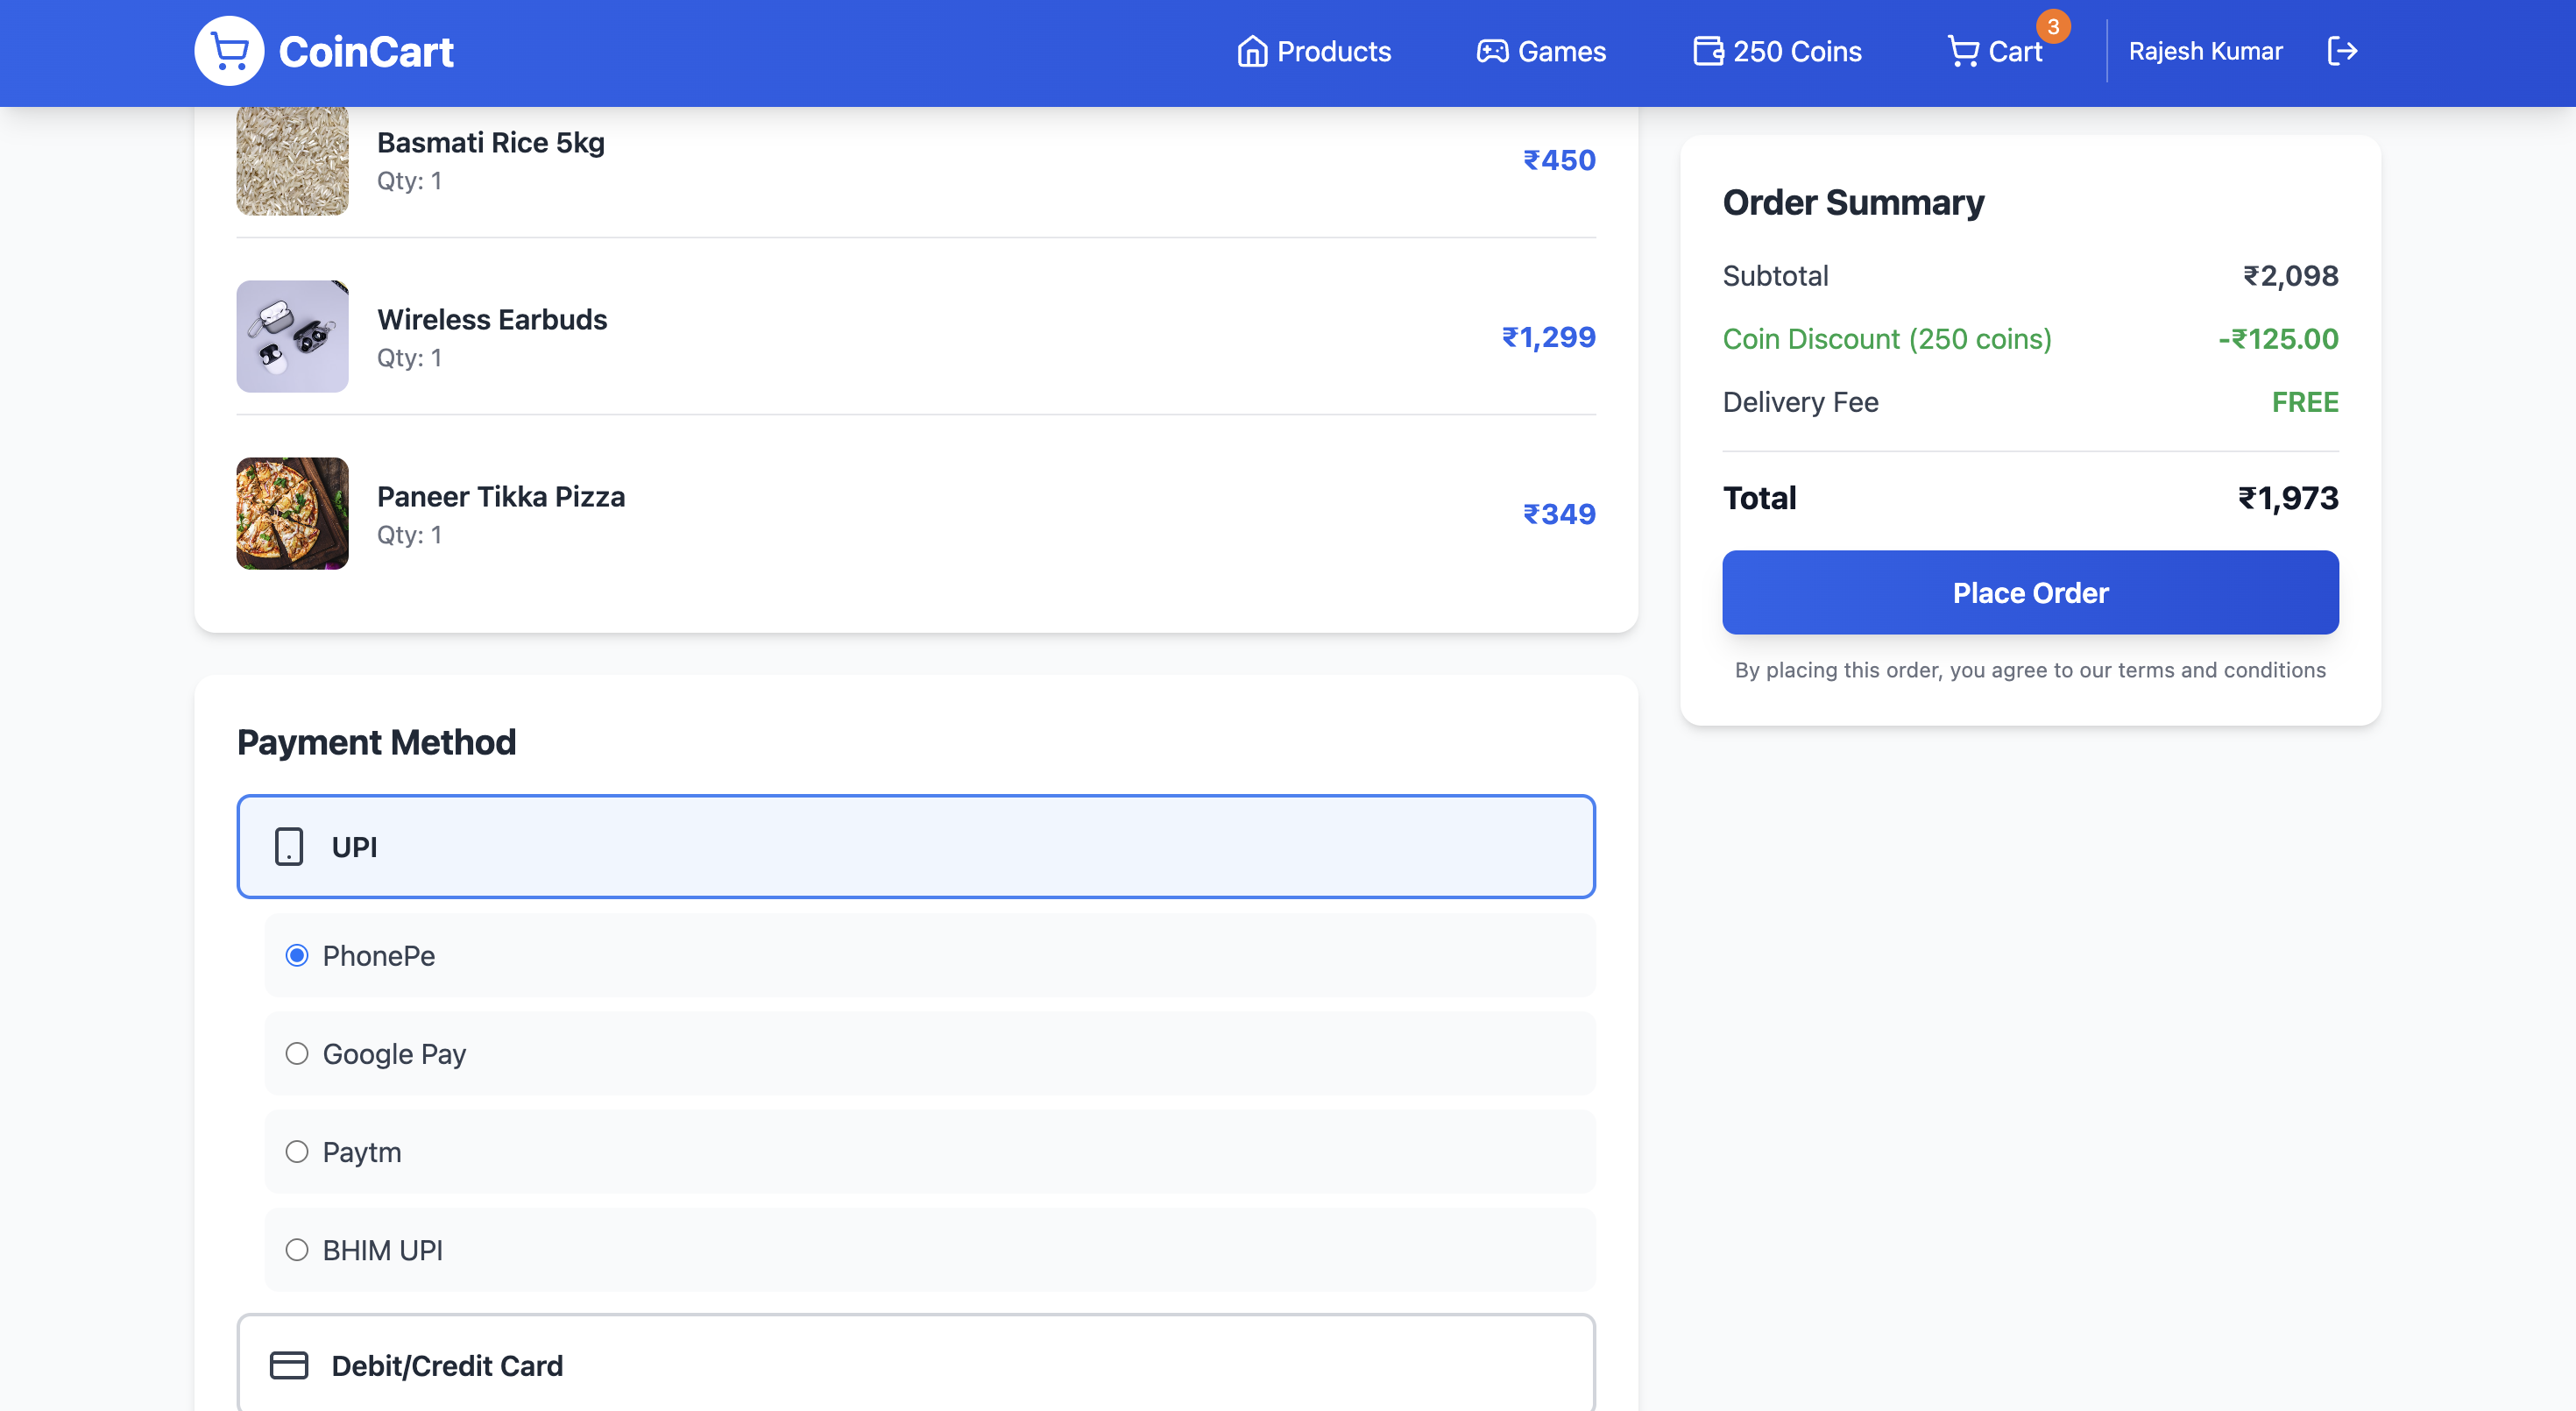 CoinCart
Products
Games
250 Coins
Cart
3
Rajesh Kumar
Basmati Rice 5kg
Qty: 1
₹450
Wireless Earbuds
Qty: 1
₹1,299
Paneer Tikka Pizza
Qty: 1
₹349
Payment Method
UPI
PhonePe
Google Pay
Paytm
BHIM UPI
Debit/Credit Card
Order Summary
Subtotal ₹2,098
Coin Discount (250 coins) -₹125.00
Delivery Fee FREE
Total ₹1,973
Place Order
By placing this order, you agree to our terms and conditions